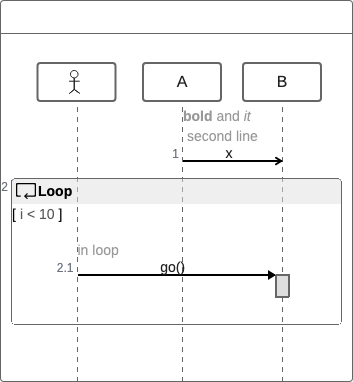 A B
bold and it
second line
1 x
2 Loop
[ i < 10 ]
in loop
2.1 go()